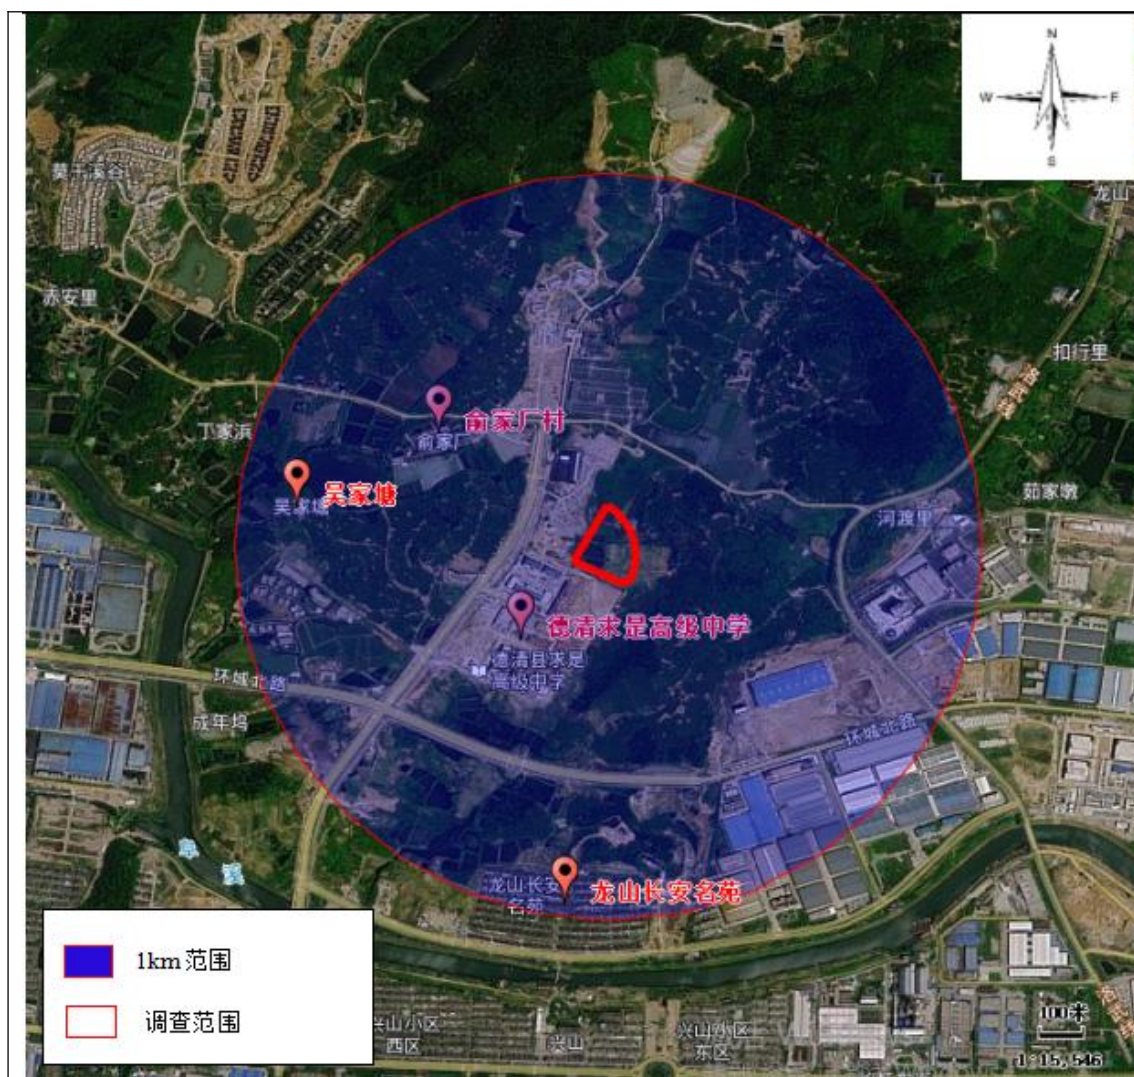 N
W
E
S
龙山
莫干溪谷
赤安里
扣行里
丁家浜
俞家厂村
俞家厂
吴家塘
吴家塘
茹家墩
河渡里
德清求是高级中学
德清县求是
高级中学
环城北路
成年坞
环城北路
阜溪
龙山长安
名苑
龙山长安名苑
1km范围
调查范围
兴山小区
西区
兴山
兴山小区
东区
100米
1:15,546